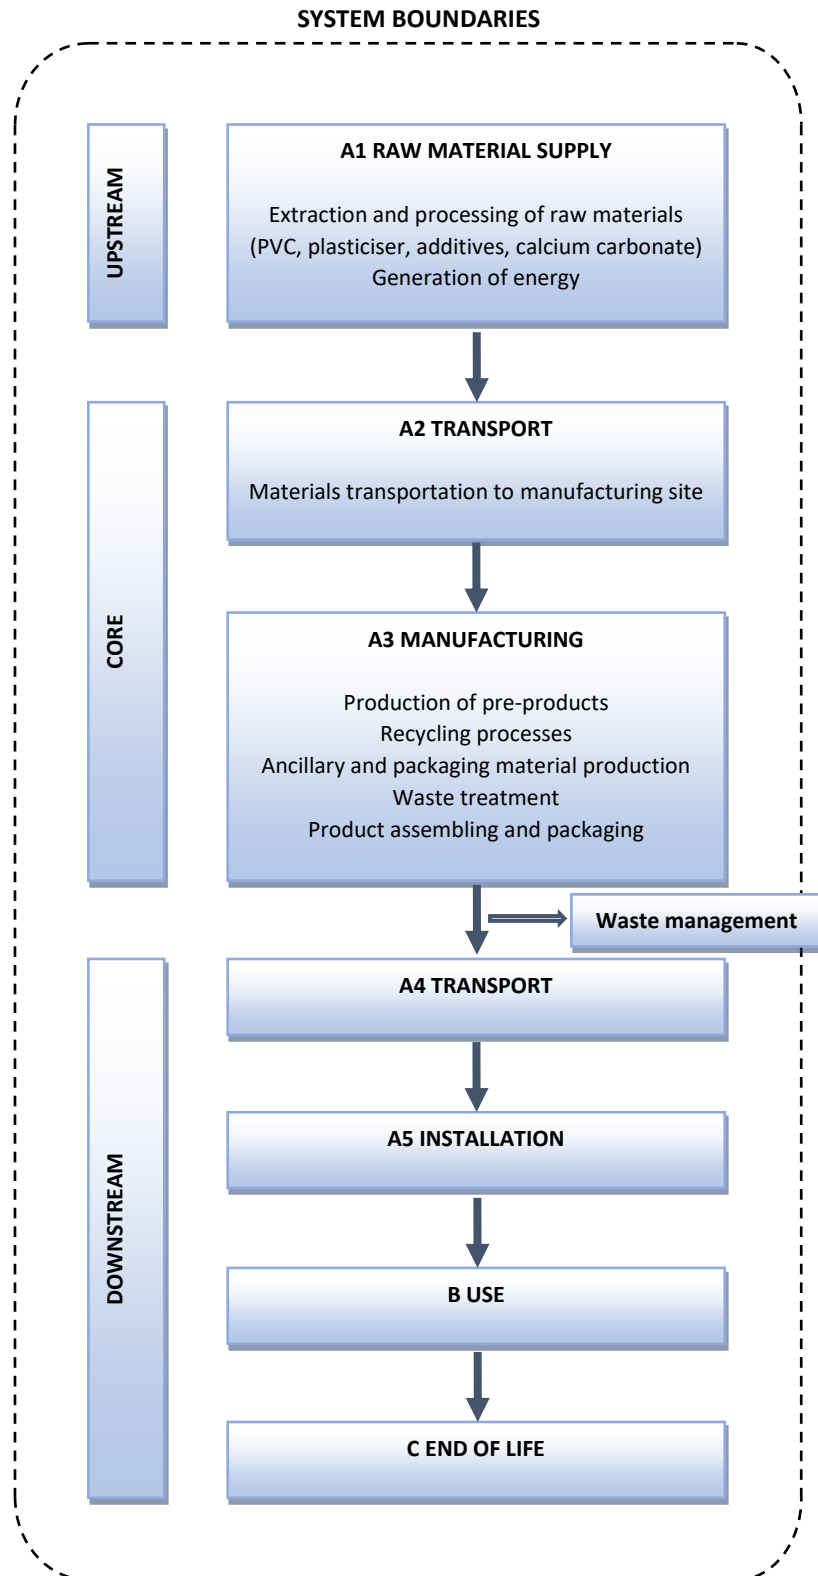 SYSTEM BOUNDARIES
UPSTREAM
A1 RAW MATERIAL SUPPLY
Extraction and processing of raw materials
(PVC, plasticiser, additives, calcium carbonate)
Generation of energy
CORE
A2 TRANSPORT
Materials transportation to manufacturing site
A3 MANUFACTURING
Production of pre-products
Recycling processes
Ancillary and packaging material production
Waste treatment
Product assembling and packaging
Waste management
DOWNSTREAM
A4 TRANSPORT
A5 INSTALLATION
B USE
C END OF LIFE